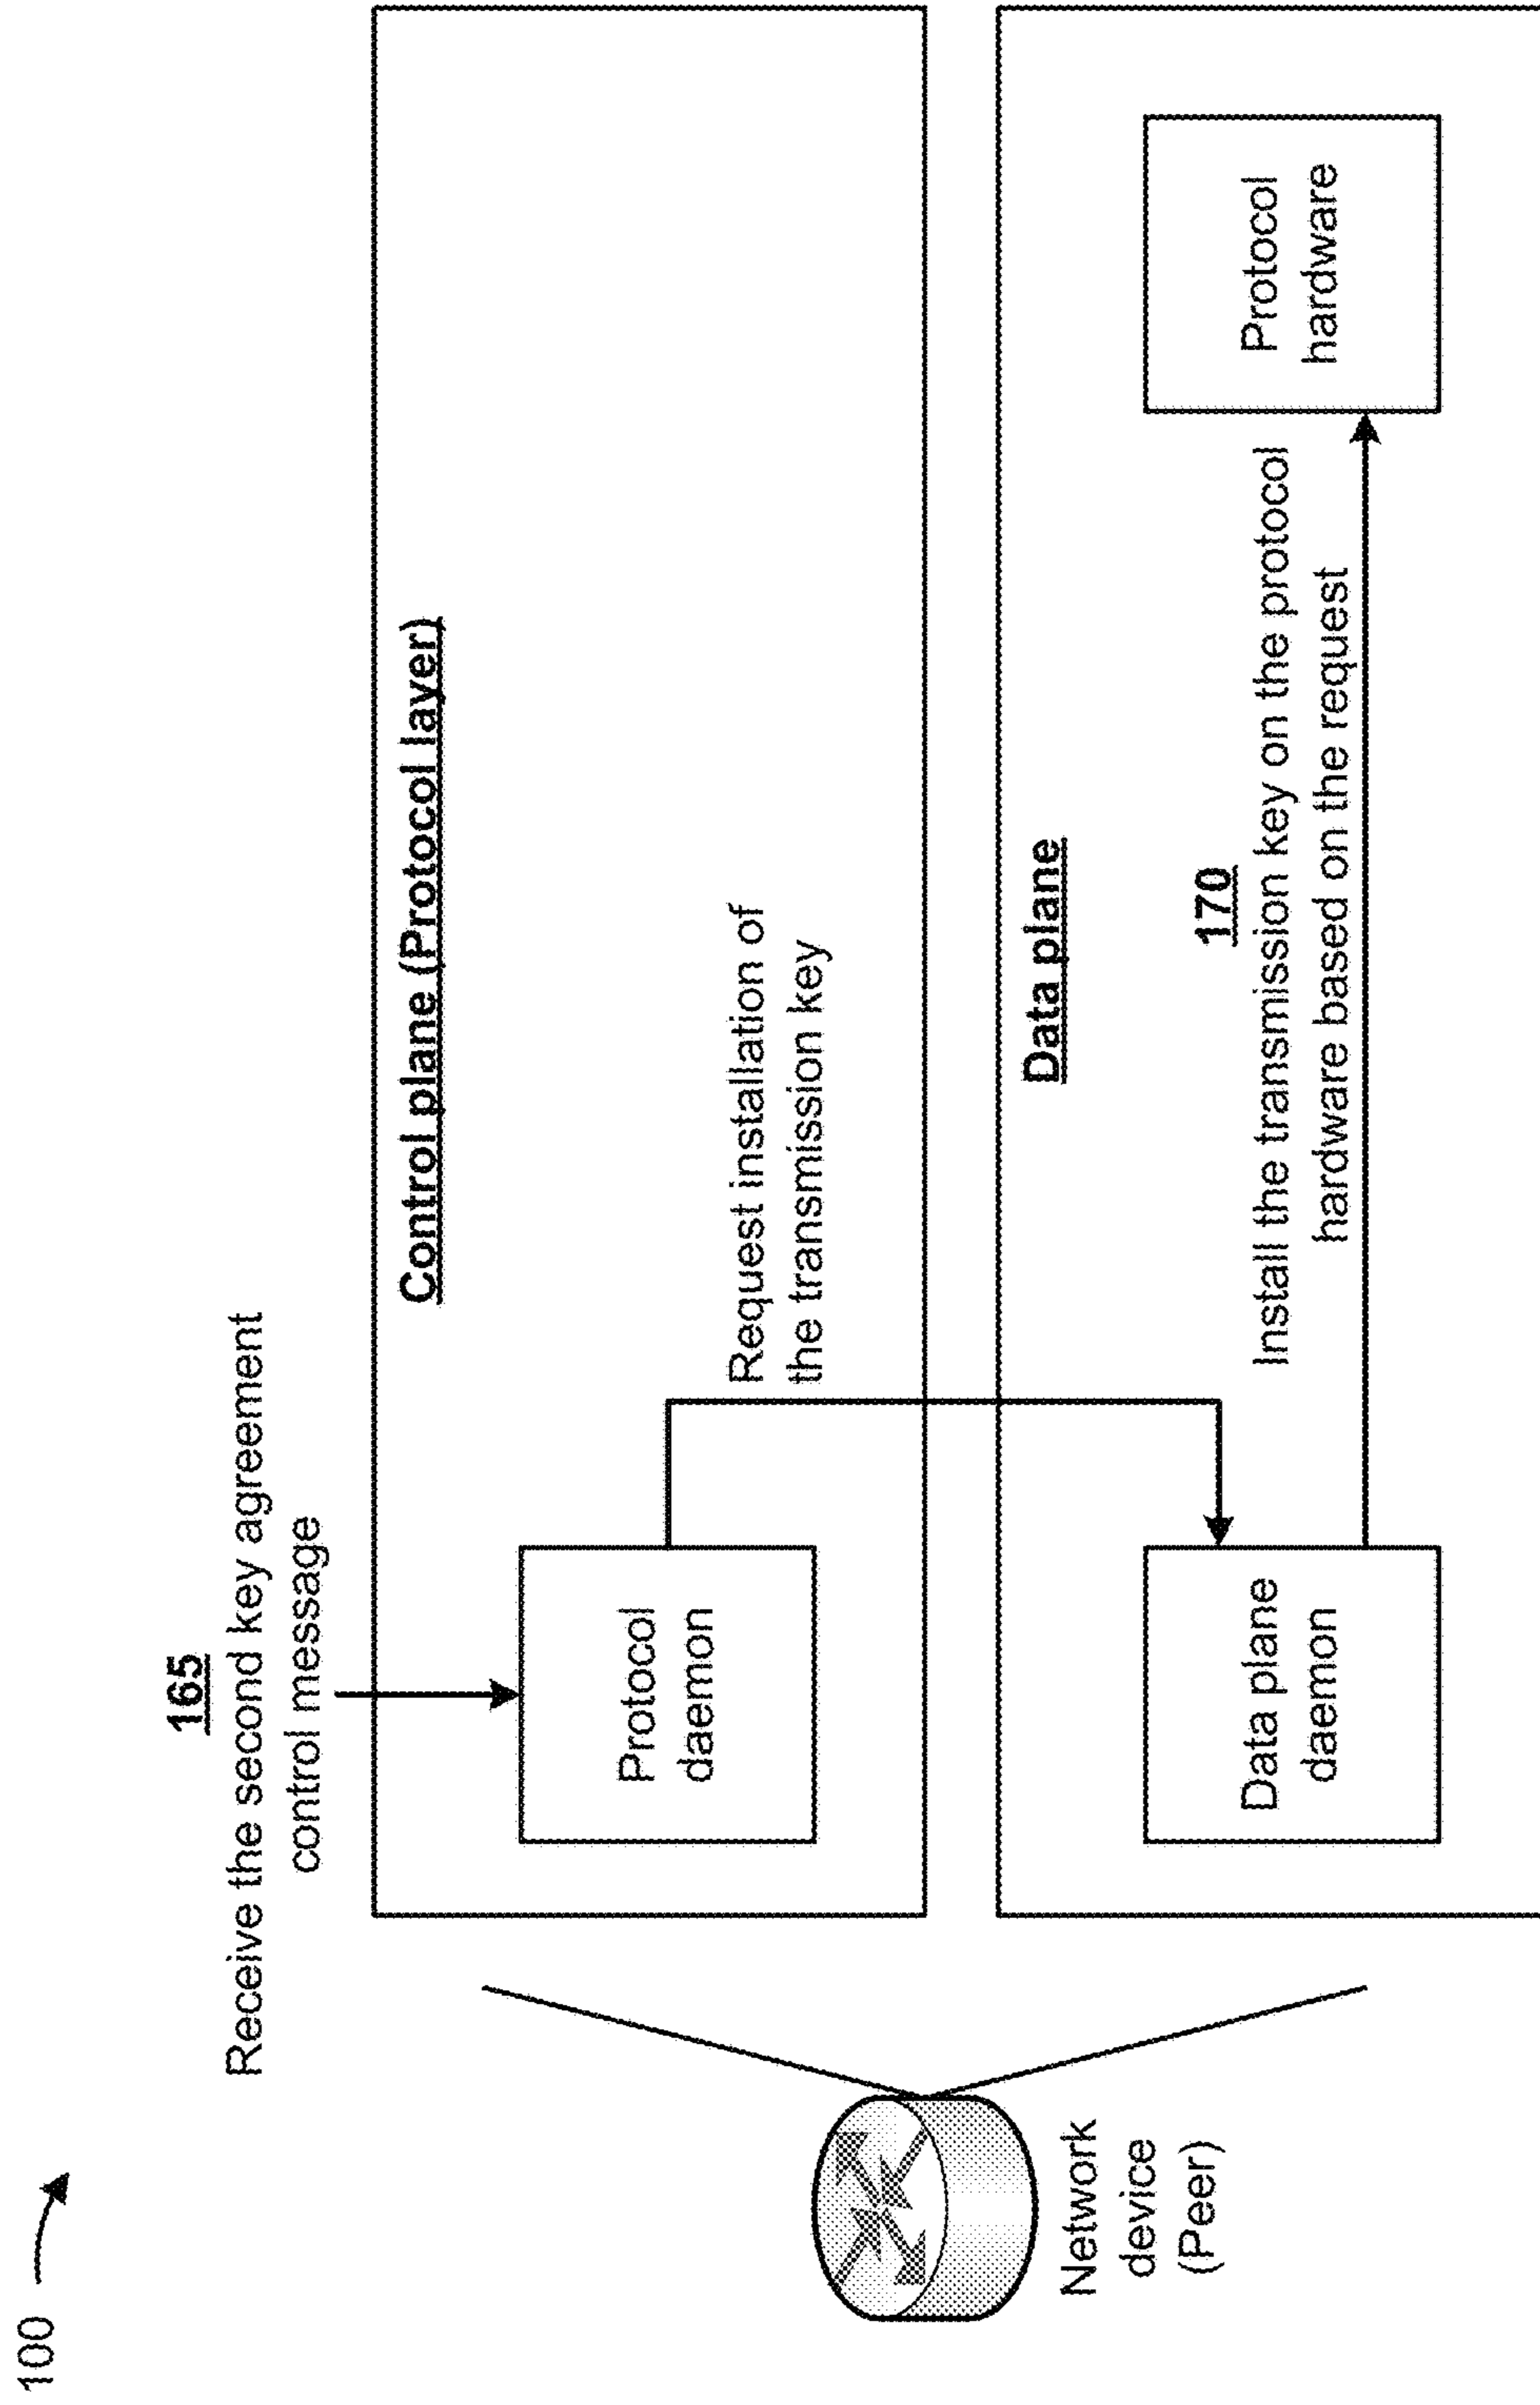 100
165
Receive the second key agreement
control message
Control plane (Protocol layer)
Protocol
daemon
Request installation of
the transmission key
Network
device
(Peer)
Data plane
170
Install the transmission key on the protocol
hardware based on the request
Data plane
daemon
Protocol
hardware